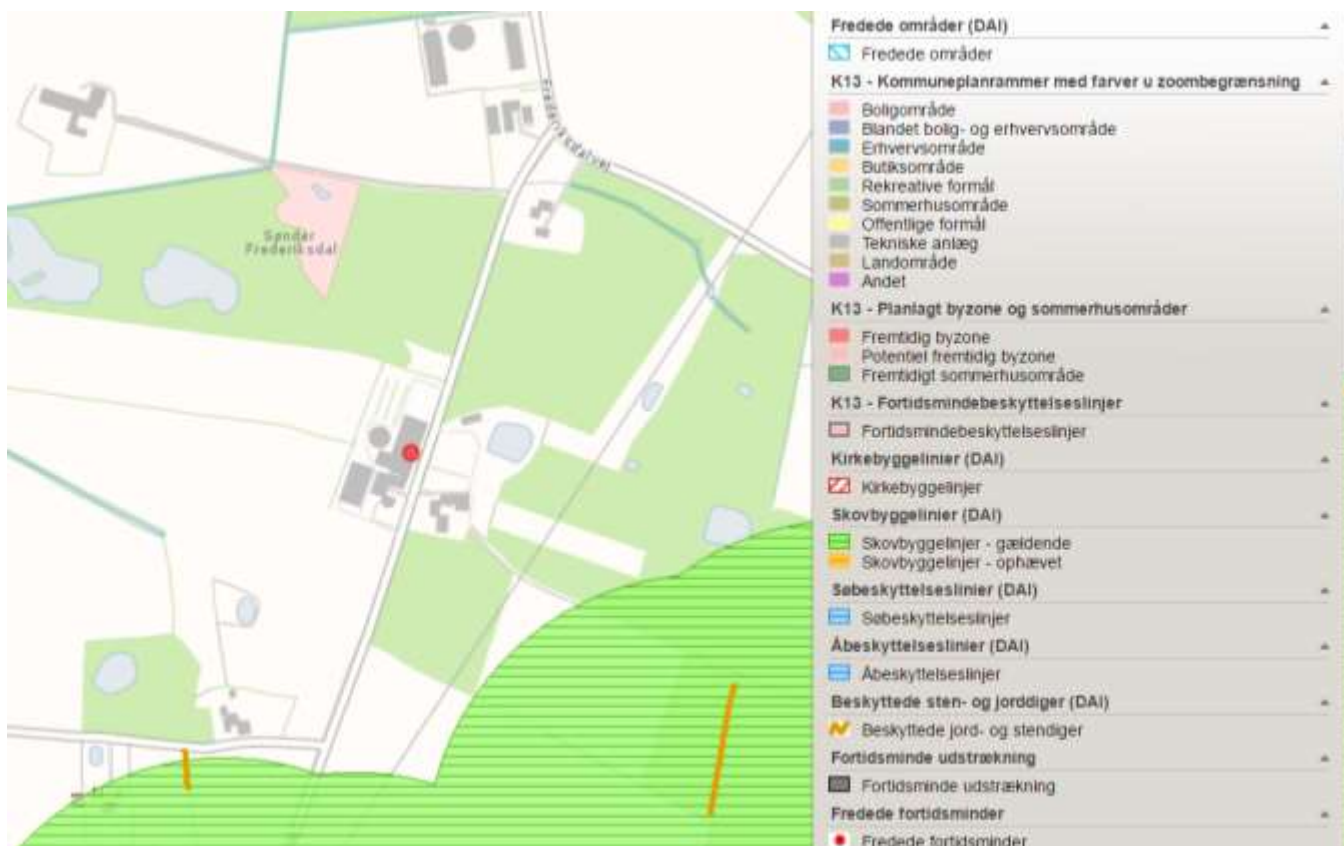 Frederiksdalvej
Sønder
Frederiksdal
Fredede områder (DAI)
Fredede områder
K13 - Kommuneplanrammer med farver u zoombegrænsning
Boligområde
Blandet bolig- og erhvervsområde
Erhvervsområde
Butiksområde
Rekreative formål
Sommerhusområde
Offentlige formål
Tekniske anlæg
Landområde
Andet
K13 - Planlagt byzone og sommerhusområder
Fremtidig byzone
Potentiel fremtidig byzone
Fremtidigt sommerhusområde
K13 - Fortidsmindebeskyttelseslinjer
Fortidsmindebeskyttelseslinjer
Kirkebyggelinier (DAI)
Kirkebyggelinjer
Skovbyggelinier (DAI)
Skovbyggelinjer - gældende
Skovbyggelinjer - ophævet
Søbeskyttelseslinier (DAI)
Søbeskyttelseslinjer
Åbeskyttelseslinier (DAI)
Åbeskyttelseslinjer
Beskyttede sten- og jorddiger (DAI)
Beskyttede jord- og stendiger
Fortidsminde udstrækning
Fortidsminde udstrækning
Fredede fortidsminder
Fredede fortidsminder